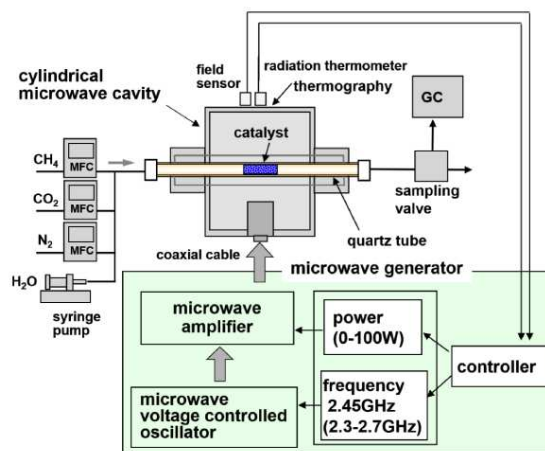 field
sensor
radiation thermometer
thermography
cylindrical
microwave cavity
GC
catalyst
CH4
MFC
CO2
MFC
N2
MFC
H2O
syringe
pump
sampling
valve
quartz tube
coaxial cable
microwave generator
microwave
amplifier
power
(0-100W)
controller
frequency
2.45GHz
(2.3-2.7GHz)
microwave
voltage controlled
oscillator